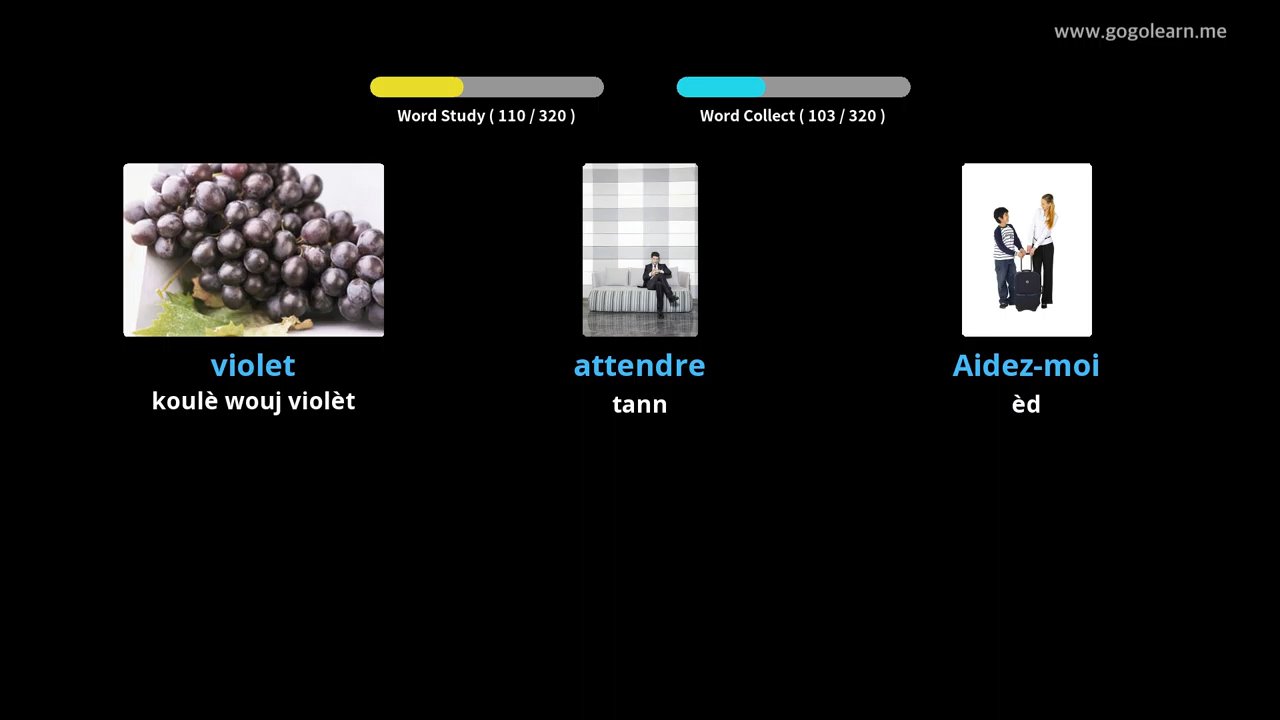 www.gogolearn.me
Word Study ( 110 / 320 )
Word Collect ( 103 / 320 )
violet
attendre
Aidez-moi
koulè wouj violèt
tann
èd